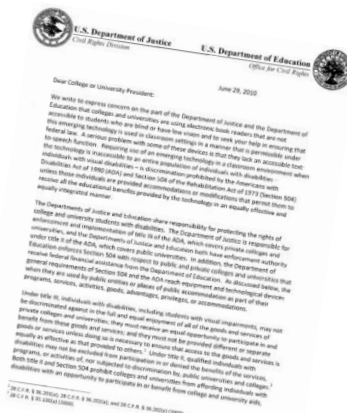 U.S. Department of Justice
Civil Rights Division
U.S. Department of Education
Office for Civil Rights
June 29, 2010
Dear College or University President:
We write to express concern on the part of the Department of Justice and the Department of
Education that colleges and universities are using electronic book readers that are not
accessible to students who are blind or have low vision and to seek your help in ensuring that
this emerging technology is used in classroom settings in a manner that is permissible under
federal law. A serious problem with some of these devices is that they lack an accessible text-
to-speech function. Requiring use of an emerging technology in a classroom environment when
the technology is inaccessible to an entire population of individuals with disabilities –
individuals with visual disabilities – is discrimination prohibited by the Americans with
Disabilities Act of 1990 (ADA) and Section 504 of the Rehabilitation Act of 1973 (Section 504)
unless those individuals are provided accommodations or modifications that permit them to
receive all the educational benefits provided by the technology in an equally effective and
equally integrated manner.
The Departments of Justice and Education share responsibility for protecting the rights of
college and university students with disabilities. The Department of Justice is responsible for
enforcement and implementation of title III of the ADA, which covers private colleges and
universities, and the Departments of Justice and Education both have enforcement authority
under title II of the ADA, which covers public universities. In addition, the Department of
Education enforces Section 504 with respect to public and private colleges and universities that
receive federal financial assistance from the Department of Education. As discussed below, the
general requirements of Section 504 and the ADA reach equipment and technological devices
when they are used by public entities or places of public accommodation as part of their
programs, services, activities, goods, advantages, privileges, or accommodations.
Under title III, individuals with disabilities, including students with visual impairments, may not
be discriminated against in the full and equal enjoyment of all of the goods and services of
private colleges and universities; they must receive an equal opportunity to participate in and
benefit from these goods and services; and they must not be provided different or separate
goods or services unless doing so is necessary to ensure that access to the goods and services is
equally as effective as that provided to others. Under title II, qualified individuals with
disabilities may not be excluded from participation in or denied the benefits of the services,
programs, or activities of, nor subjected to discrimination by, public universities and colleges.
Both title II and Section 504 prohibit colleges and universities from affording individuals with
disabilities with an opportunity to participate in or benefit from college and university aids,